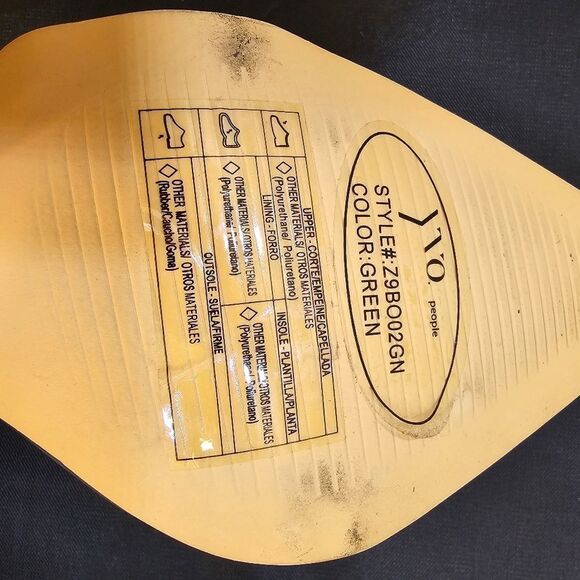 yvo.
people
STYLE#:Z9BO02GN
COLOR:GREEN
UPPER - CORTE/EMPEINE/CAPELLADA
OTHER MATERIALS/ OTROS MATERIALES
(Polyurethane/ Poliuretano)
LINING - FORRO
INSOLE - PLANTILLA/PLANTA
OTHER MATERIALS/ OTROS MATERIALES
(Polyurethane/ Poliuretano)
OTHER MATERIALS/OTROS MATERIALES
(Polyurethane/ Poliuretano)
OUTSOLE - SUELA/FIRME
OTHER MATERIALS/ OTROS MATERIALES
(Rubber/Caucho/Goma)